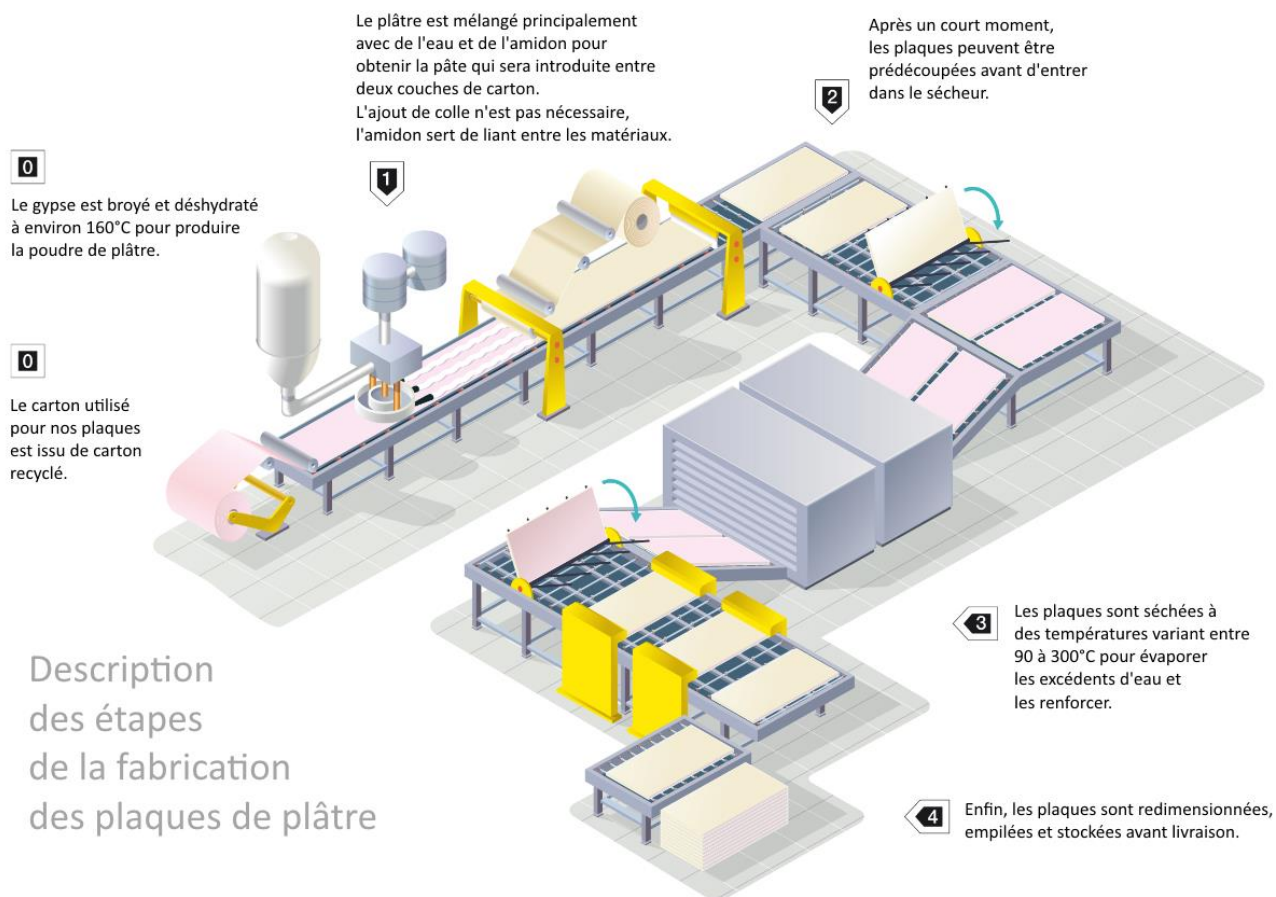 Le plâtre est mélangé principalement
avec de l'eau et de l'amidon pour
obtenir la pâte qui sera introduite entre
deux couches de carton.
L'ajout de colle n'est pas nécessaire,
l'amidon sert de liant entre les matériaux.
1
Après un court moment,
les plaques peuvent être
prédécoupées avant d'entrer
dans le sécheur.
2
0
Le gypse est broyé et déshydraté
à environ 160°C pour produire
la poudre de plâtre.
0
Le carton utilisé
pour nos plaques
est issu de carton
recyclé.
3
Les plaques sont séchées à
des températures variant entre
90 à 300°C pour évaporer
les excédents d'eau et
les renforcer.
Description
des étapes
de la fabrication
des plaques de plâtre
4
Enfin, les plaques sont redimensionnées,
empilées et stockées avant livraison.